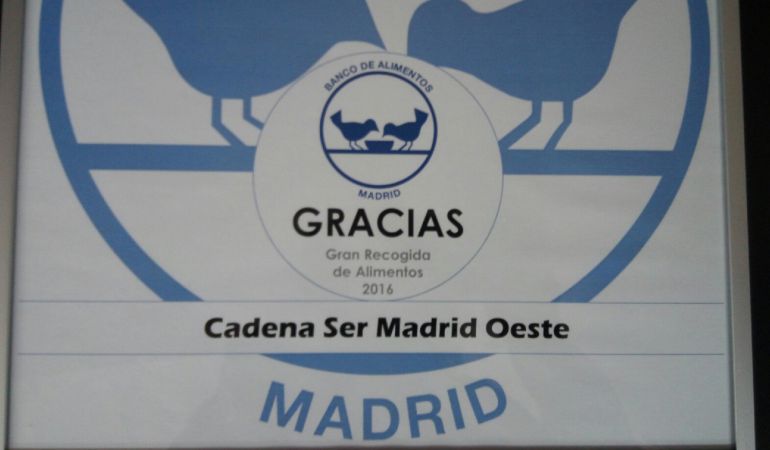 BANCO DE ALIMENTOS
MADRID
GRACIAS
Gran Recogida
de Alimentos
2016
Cadena Ser Madrid Oeste
MADRID